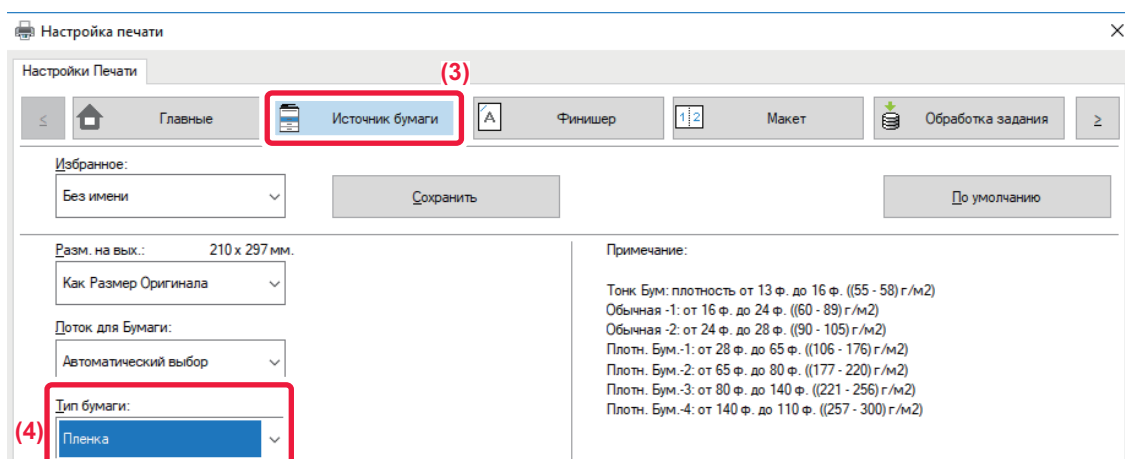 Настройка печати
Настройки Печати
(3)
< Главные Источник бумаги A Финишер 1 2 Макет Обработка задания >
Избранное:
Без имени Сохранить По умолчанию
Разм. на вых.: 210 x 297 мм.
Как Размер Оригинала
Лоток для Бумаги:
Автоматический выбор
(4)
Тип бумаги:
Пленка
Примечание:
Тонк Бум: плотность от 13 ф. до 16 ф. ((55 - 58) г/м2)
Обычная -1: от 16 ф. до 24 ф. ((60 - 89) г/м2)
Обычная -2: от 24 ф. до 28 ф. ((90 - 105) г/м2)
Плотн. Бум.-1: от 28 ф. до 65 ф. ((106 - 176) г/м2)
Плотн. Бум.-2: от 65 ф. до 80 ф. ((177 - 220) г/м2)
Плотн. Бум.-3: от 80 ф. до 140 ф. ((221 - 256) г/м2)
Плотн. Бум.-4: от 140 ф. до 110 ф. ((257 - 300) г/м2)